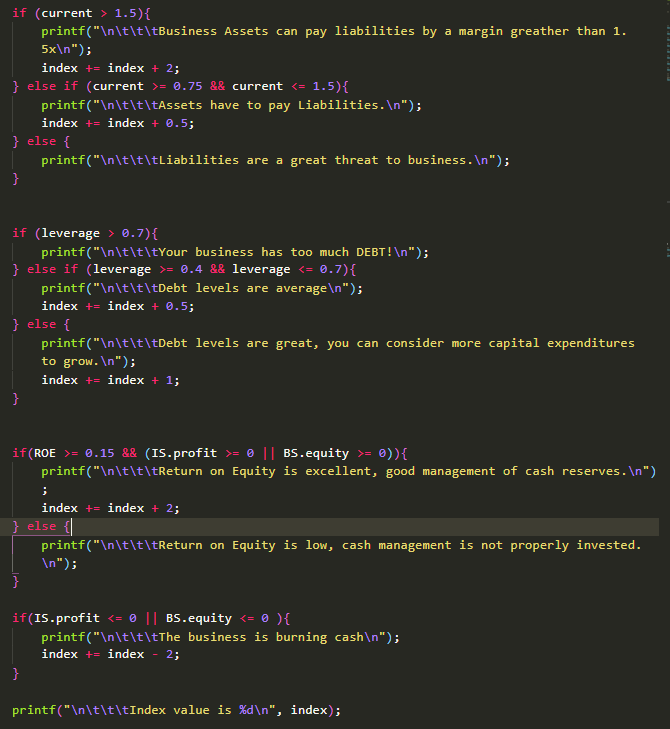 if (current > 1.5){
printf("\n\t\t\tBusiness Assets can pay liabilities by a margin greather than 1.
5x\n");
index += index + 2;
} else if (current >= 0.75 && current <= 1.5){
printf("\n\t\t\tAssets have to pay Liabilities.\n");
index += index + 0.5;
} else {
printf("\n\t\t\tLiabilities are a great threat to business.\n");
}
if (leverage > 0.7){
printf("\n\t\t\tYour business has too much DEBT!\n");
} else if (leverage >= 0.4 && leverage <= 0.7){
printf("\n\t\t\tDebt levels are average\n");
index += index + 0.5;
} else {
printf("\n\t\t\tDebt levels are great, you can consider more capital expenditures
to grow.\n");
index += index + 1;
}
if(ROE >= 0.15 && (IS.profit >= 0 || BS.equity >= 0)){
printf("\n\t\t\tReturn on Equity is excellent, good management of cash reserves.\n")
;
index += index + 2;
} else {
printf("\n\t\t\tReturn on Equity is low, cash management is not properly invested.
\n");
}
if(IS.profit <= 0 || BS.equity <= 0 ){
printf("\n\t\t\tThe business is burning cash\n");
index += index - 2;
}
printf("\n\t\t\tIndex value is %d\n", index);